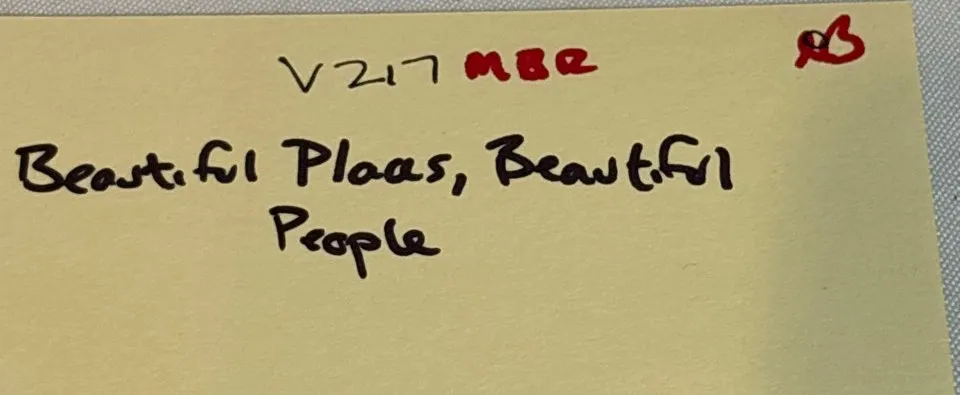 V217 MBR
Beautiful Places, Beautiful
People